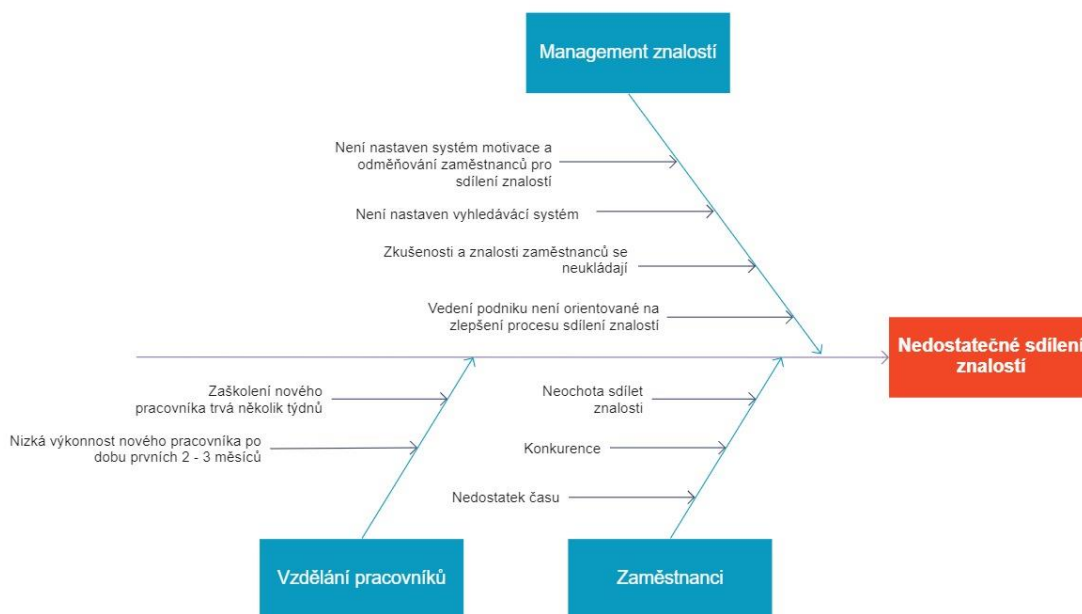 Management znalostí
Není nastaven systém motivace a
odměňování zaměstnanců pro
sdílení znalostí
Není nastaven vyhledávácí systém
Zkušenosti a znalosti zaměstnanců se
neukládají
Vedení podniku není orientované na
zlepšení procesu sdílení znalostí
Nedostatečné sdílení
znalostí
Zaškolení nového
pracovníka trvá několik týdnů
Nizká výkonnost nového pracovníka po
dobu prvních 2 - 3 měsíců
Neochota sdílet
znalosti
Konkurence
Nedostatek času
Vzdělání pracovníků
Zaměstnanci